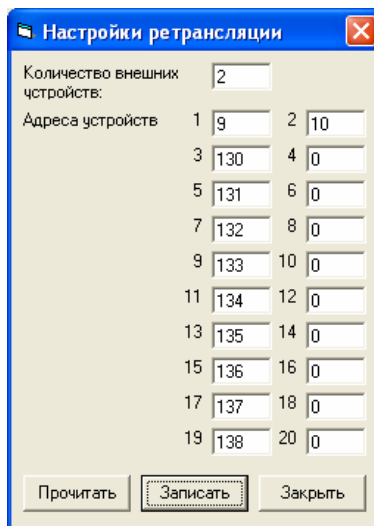 Настройки ретрансляции
Количество внешних 2
устройств:
Адреса устройств 1 9 2 10
3 130 4 0
5 131 6 0
7 132 8 0
9 133 10 0
11 134 12 0
13 135 14 0
15 136 16 0
17 137 18 0
19 138 20 0
Прочитать Записать Закрыть